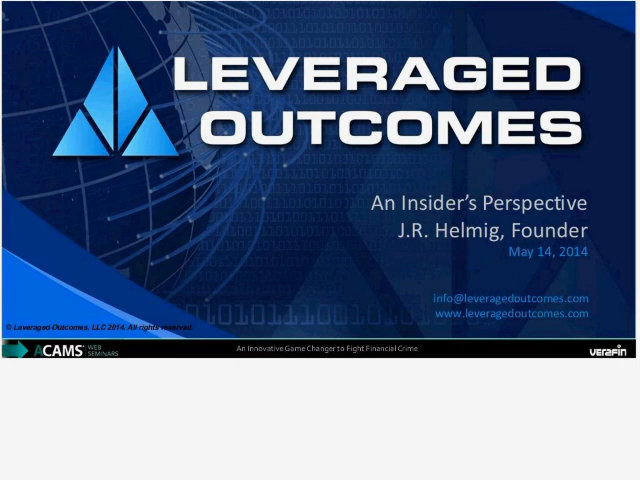 LEVERAGED
OUTCOMES
An Insider's Perspective
J.R. Helmig, Founder
May 14, 2014
info@leveragedoutcomes.com
www.leveragedoutcomes.com
© Leveraged Outcomes, LLC 2014. All rights reserved.
ACAMS® WEB SEMINARS
An Innovative Game Changer to Fight Financial Crime
verafin